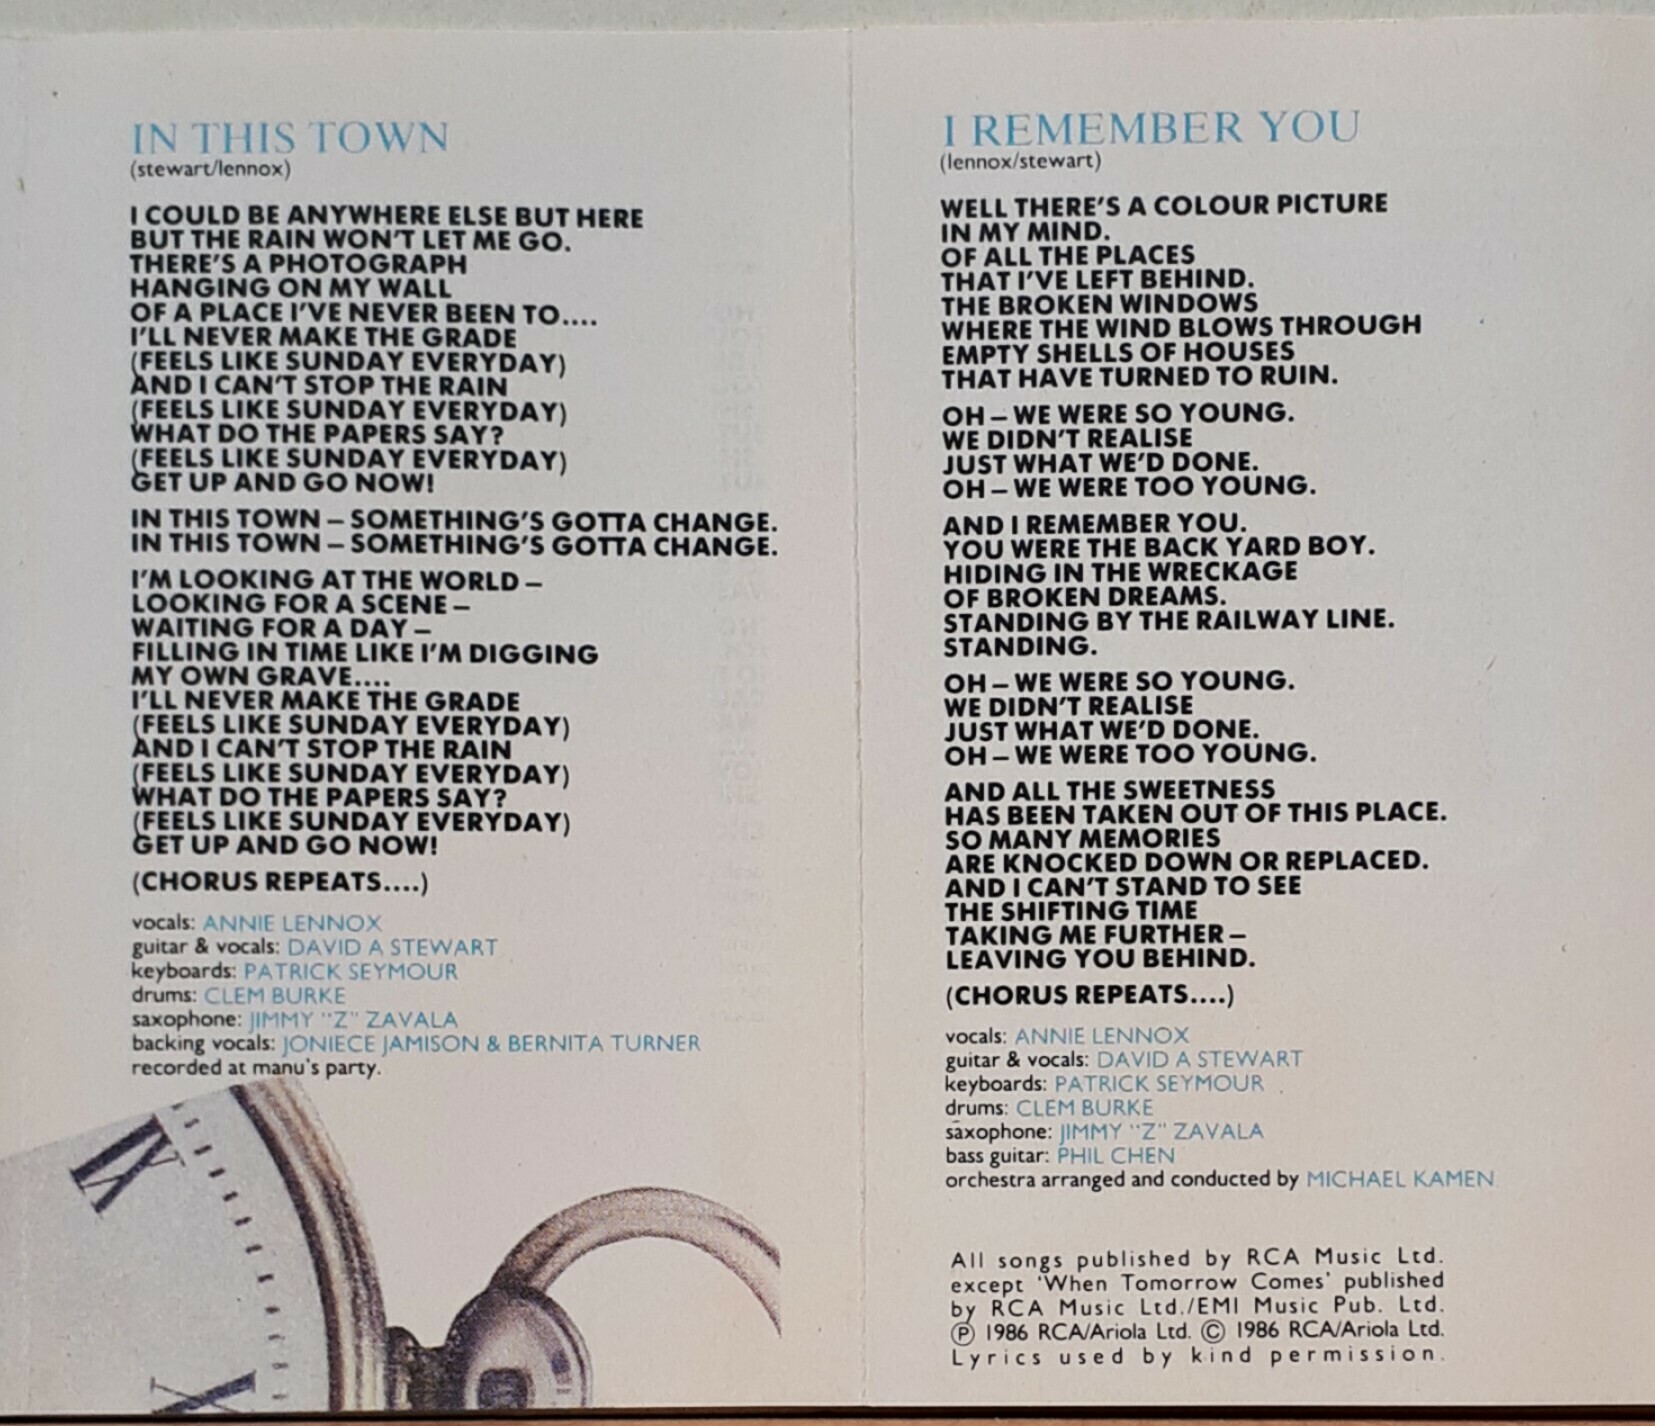 IN THIS TOWN
(stewart/lennox)
I COULD BE ANYWHERE ELSE BUT HERE
BUT THE RAIN WON'T LET ME GO.
THERE'S A PHOTOGRAPH
HANGING ON MY WALL
OF A PLACE I'VE NEVER BEEN TO....
I'LL NEVER MAKE THE GRADE
(FEELS LIKE SUNDAY EVERYDAY)
AND I CAN'T STOP THE RAIN
(FEELS LIKE SUNDAY EVERYDAY)
WHAT DO THE PAPERS SAY?
(FEELS LIKE SUNDAY EVERYDAY)
GET UP AND GO NOW!
IN THIS TOWN – SOMETHING'S GOTTA CHANGE.
IN THIS TOWN – SOMETHING'S GOTTA CHANGE.
I'M LOOKING AT THE WORLD –
LOOKING FOR A SCENE –
WAITING FOR A DAY –
FILLING IN TIME LIKE I'M DIGGING
MY OWN GRAVE....
I'LL NEVER MAKE THE GRADE
(FEELS LIKE SUNDAY EVERYDAY)
AND I CAN'T STOP THE RAIN
(FEELS LIKE SUNDAY EVERYDAY)
WHAT DO THE PAPERS SAY?
(FEELS LIKE SUNDAY EVERYDAY)
GET UP AND GO NOW!
(CHORUS REPEATS....)
vocals: ANNIE LENNOX
guitar & vocals: DAVID A STEWART
keyboards: PATRICK SEYMOUR
drums: CLEM BURKE
saxophone: JIMMY "Z" ZAVALA
backing vocals: JONIECE JAMISON & BERNITA TURNER
recorded at manu's party.
IX
X
I REMEMBER YOU
(lennox/stewart)
WELL THERE'S A COLOUR PICTURE
IN MY MIND.
OF ALL THE PLACES
THAT I'VE LEFT BEHIND.
THE BROKEN WINDOWS
WHERE THE WIND BLOWS THROUGH
EMPTY SHELLS OF HOUSES
THAT HAVE TURNED TO RUIN.
OH – WE WERE SO YOUNG.
WE DIDN'T REALISE
JUST WHAT WE'D DONE.
OH – WE WERE TOO YOUNG.
AND I REMEMBER YOU.
YOU WERE THE BACK YARD BOY.
HIDING IN THE WRECKAGE
OF BROKEN DREAMS.
STANDING BY THE RAILWAY LINE.
STANDING.
OH – WE WERE SO YOUNG.
WE DIDN'T REALISE
JUST WHAT WE'D DONE.
OH – WE WERE TOO YOUNG.
AND ALL THE SWEETNESS
HAS BEEN TAKEN OUT OF THIS PLACE.
SO MANY MEMORIES
ARE KNOCKED DOWN OR REPLACED.
AND I CAN'T STAND TO SEE
THE SHIFTING TIME
TAKING ME FURTHER –
LEAVING YOU BEHIND.
(CHORUS REPEATS....)
vocals: ANNIE LENNOX
guitar & vocals: DAVID A STEWART
keyboards: PATRICK SEYMOUR
drums: CLEM BURKE
saxophone: JIMMY "Z" ZAVALA
bass guitar: PHIL CHEN
orchestra arranged and conducted by MICHAEL KAMEN
All songs published by RCA Music Ltd.
except 'When Tomorrow Comes' published
by RCA Music Ltd./EMI Music Pub. Ltd.
℗ 1986 RCA/Ariola Ltd. © 1986 RCA/Ariola Ltd.
Lyrics used by kind permission.